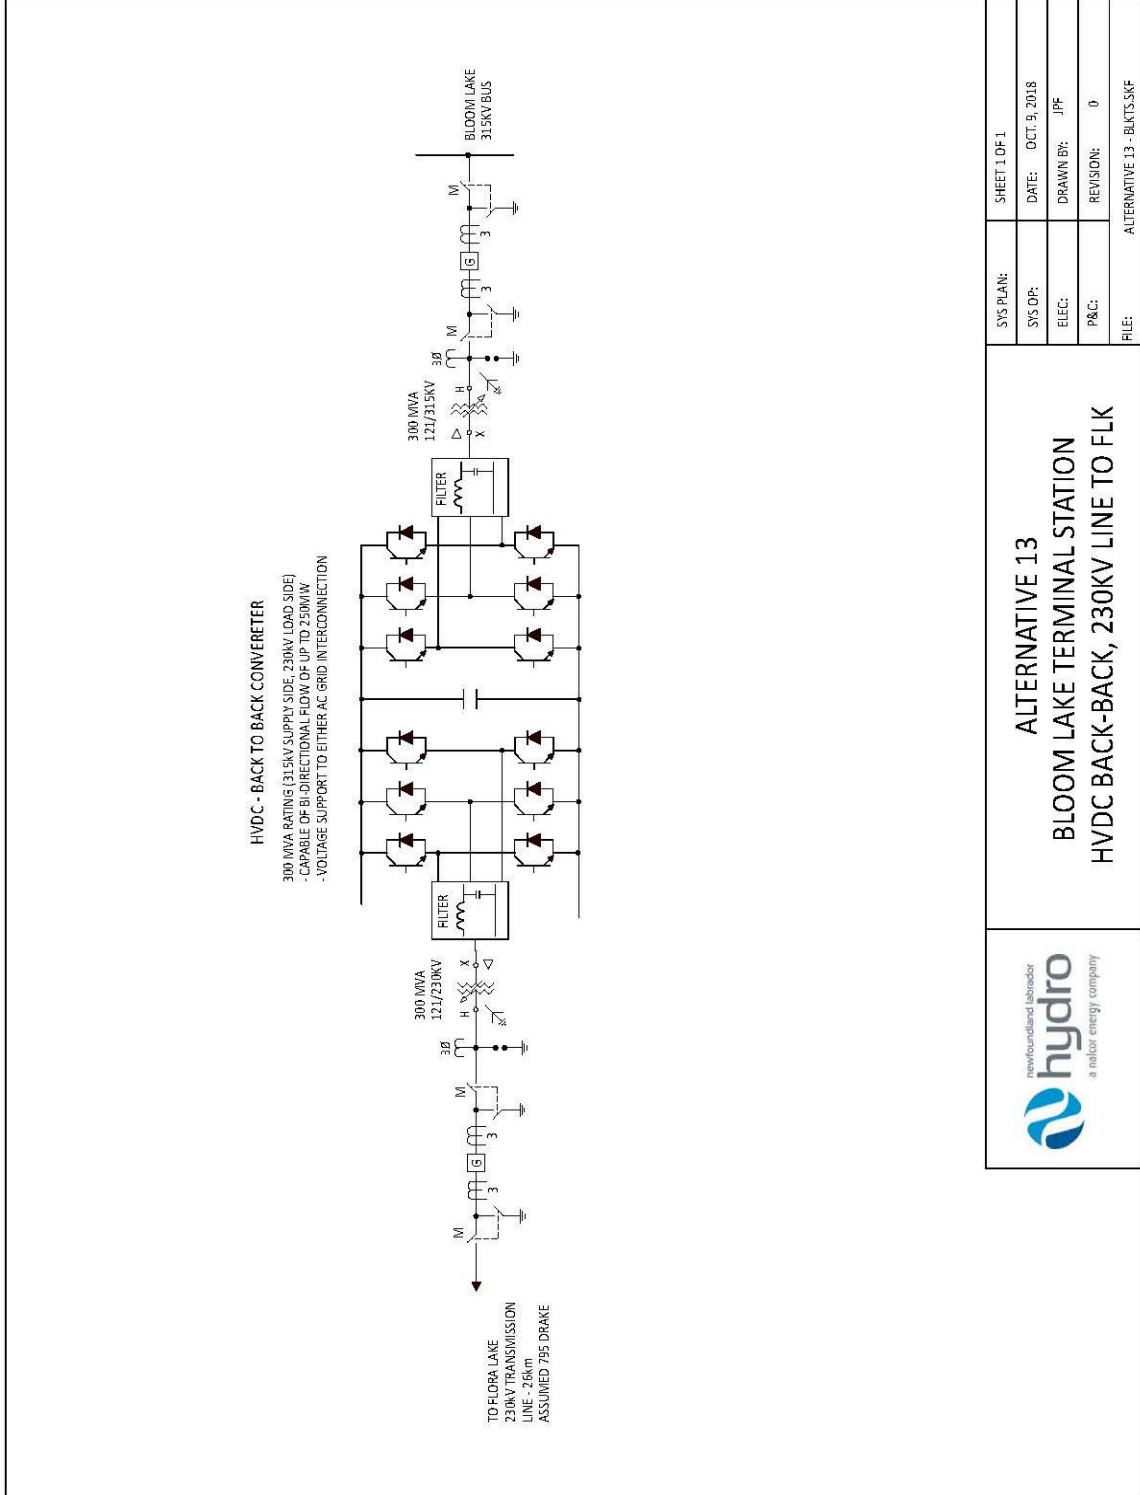 HVDC - BACK TO BACK CONVERETER
300 MVA RATING (315kV SUPPLY SIDE, 230kV LOAD SIDE)
- CAPABLE OF BI-DIRECTIONAL FLOW OF UP TO 250MW
- VOLTAGE SUPPORT TO EITHER AC GRID INTERCONNECTION
TO FLORA LAKE
230kV TRANSMISSION
LINE - 26km
ASSUMED 795 DRAKE
M
3
G
3
M
3Ø
300 MVA
121/230KV
H
X
FILTER
FILTER
300 MVA
121/315KV
X
H
3Ø
M
3
G
3
M
BLOOM LAKE
315KV BUS
newfoundland labrador
hydro
a nalcor energy company
ALTERNATIVE 13
BLOOM LAKE TERMINAL STATION
HVDC BACK-BACK, 230KV LINE TO FLK
SYS PLAN: SHEET 1 OF 1
SYS OP: DATE: OCT. 9, 2018
ELEC: DRAWN BY: JPF
P&C: REVISION: 0
FILE: ALTERNATIVE 13 - BLKTS.SKF